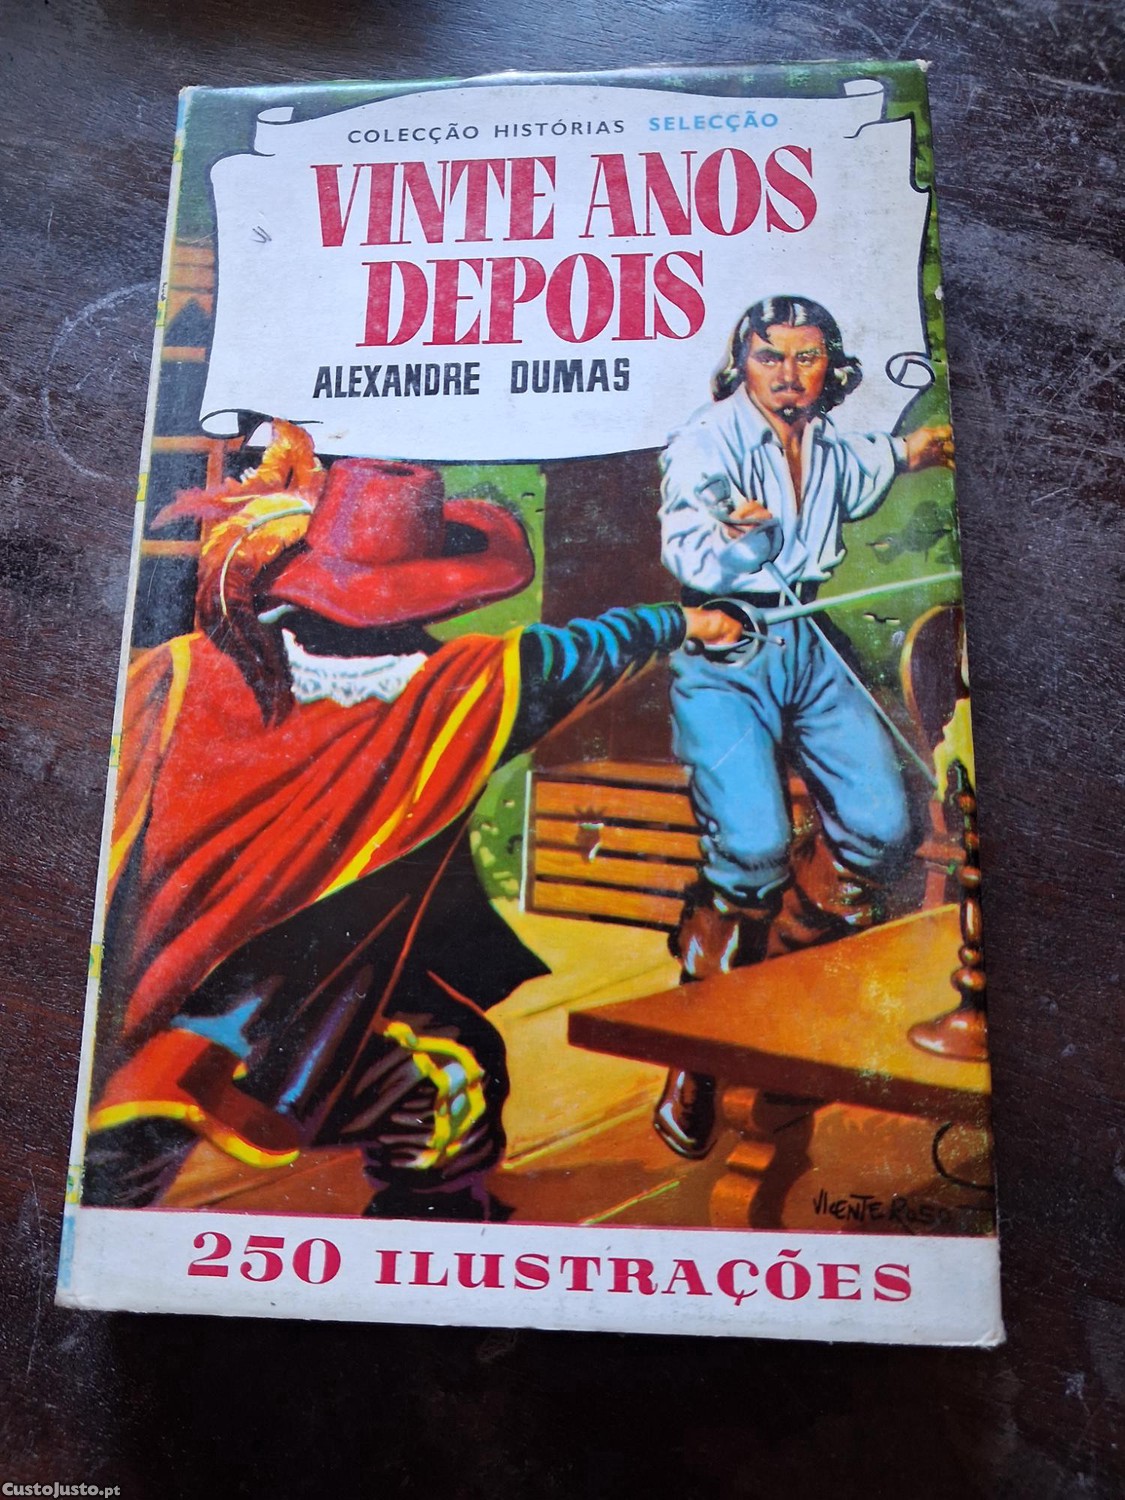 COLECÇÃO HISTÓRIAS SELECÇÃO
VINTE ANOS
DEPOIS
ALEXANDRE DUMAS
VICENTE ROSO
250 ILUSTRAÇÕES
CustoJusto.pt